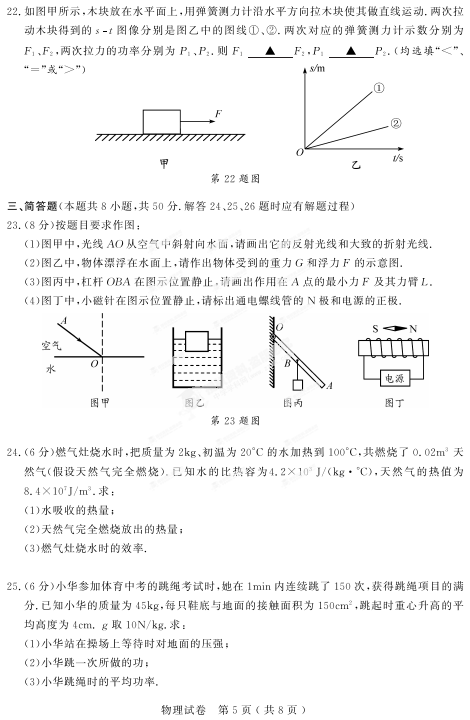 22.如图甲所示,木块放在水平面上,用弹簧测力计沿水平方向拉木块使其做直线运动.两次拉
动木块得到的 s-t 图像分别是图乙中的图线①、②.两次对应的弹簧测力计示数分别为
F₁、F₂,两次拉力的功率分别为 P₁、P₂.则 F₁ ▲ F₂,P₁ ▲ P₂.(均选填“<”、
“=”或“>”)
F
甲
s/m
①
②
O
t/s
乙
第 22 题图
三、简答题(本题共 8 小题,共 50 分.解答 24、25、26 题时应有解题过程)
23.(8 分)按题目要求作图:
(1)图甲中,光线 AO 从空气中斜射向水面,请画出它的反射光线和大致的折射光线.
(2)图乙中,物体漂浮在水面上,请作出物体受到的重力 G 和浮力 F 的示意图.
(3)图丙中,杠杆 OBA 在图示位置静止,请画出作用在 A 点的最小力 F 及其力臂 L.
(4)图丁中,小磁针在图示位置静止,请标出通电螺线管的 N 极和电源的正极.
A
空气
水
O
图甲
图乙
O
B
A
图丙
S N
电源
图丁
第 23 题图
24.(6 分)燃气灶烧水时,把质量为 2kg、初温为 20℃ 的水加热到 100℃,共燃烧了 0.02m³ 天
然气(假设天然气完全燃烧).已知水的比热容为4.2×10³ J/(kg·℃),天然气的热值为
8.4×10⁷J/m³.求:
(1)水吸收的热量;
(2)天然气完全燃烧放出的热量;
(3)燃气灶烧水时的效率.
25.(6 分)小华参加体育中考的跳绳考试时,她在 1min 内连续跳了 150 次,获得跳绳项目的满
分.已知小华的质量为 45kg,每只鞋底与地面的接触面积为 150cm²,跳起时重心升高的平
均高度为 4cm. g 取 10N/kg.求:
(1)小华站在操场上等待时对地面的压强;
(2)小华跳一次所做的功;
(3)小华跳绳时的平均功率.
物理试卷 第 5 页 ( 共 8 页 )